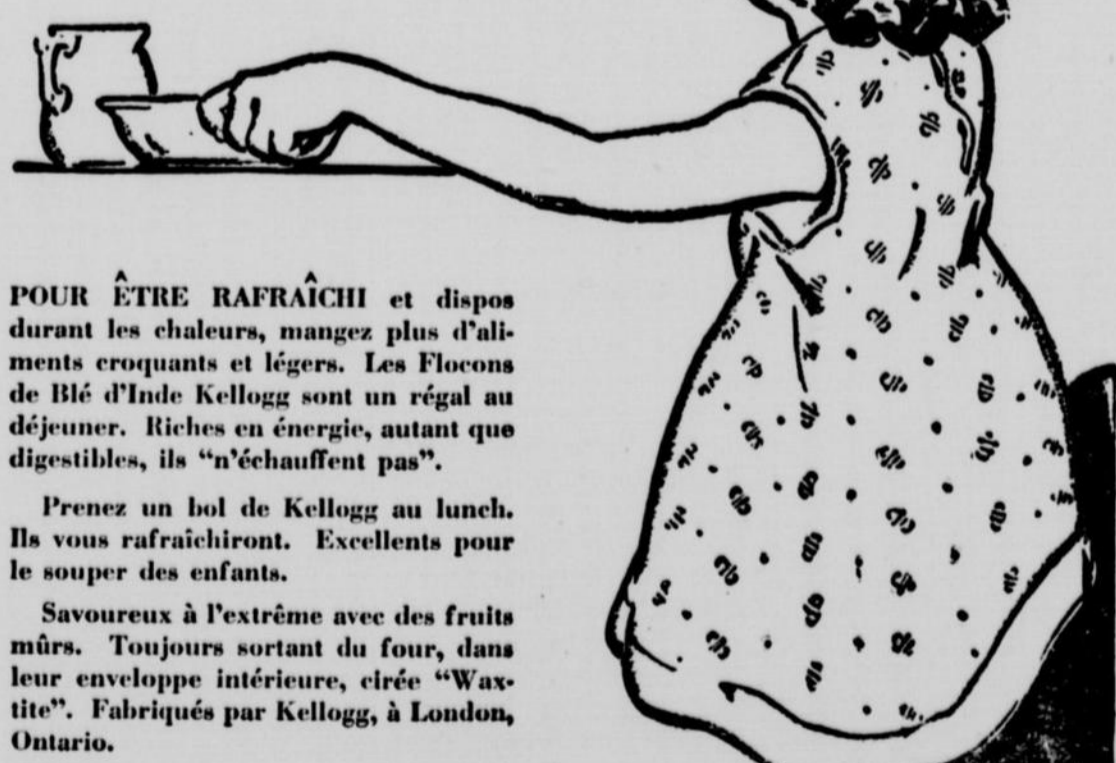 POUR ÊTRE RAFRAÎCHI et dispos
durant les chaleurs, mangez plus d'ali-
ments croquants et légers. Les Flocons
de Blé d'Inde Kellogg sont un régal au
déjeuner. Riches en énergie, autant que
digestibles, ils "n'échauffent pas".
Prenez un bol de Kellogg au lunch.
Ils vous rafraîchiront. Excellents pour
le souper des enfants.
Savoureux à l'extrême avec des fruits
mûrs. Toujours sortant du four, dans
leur enveloppe intérieure, cirée "Wax-
tite". Fabriqués par Kellogg, à London,
Ontario.